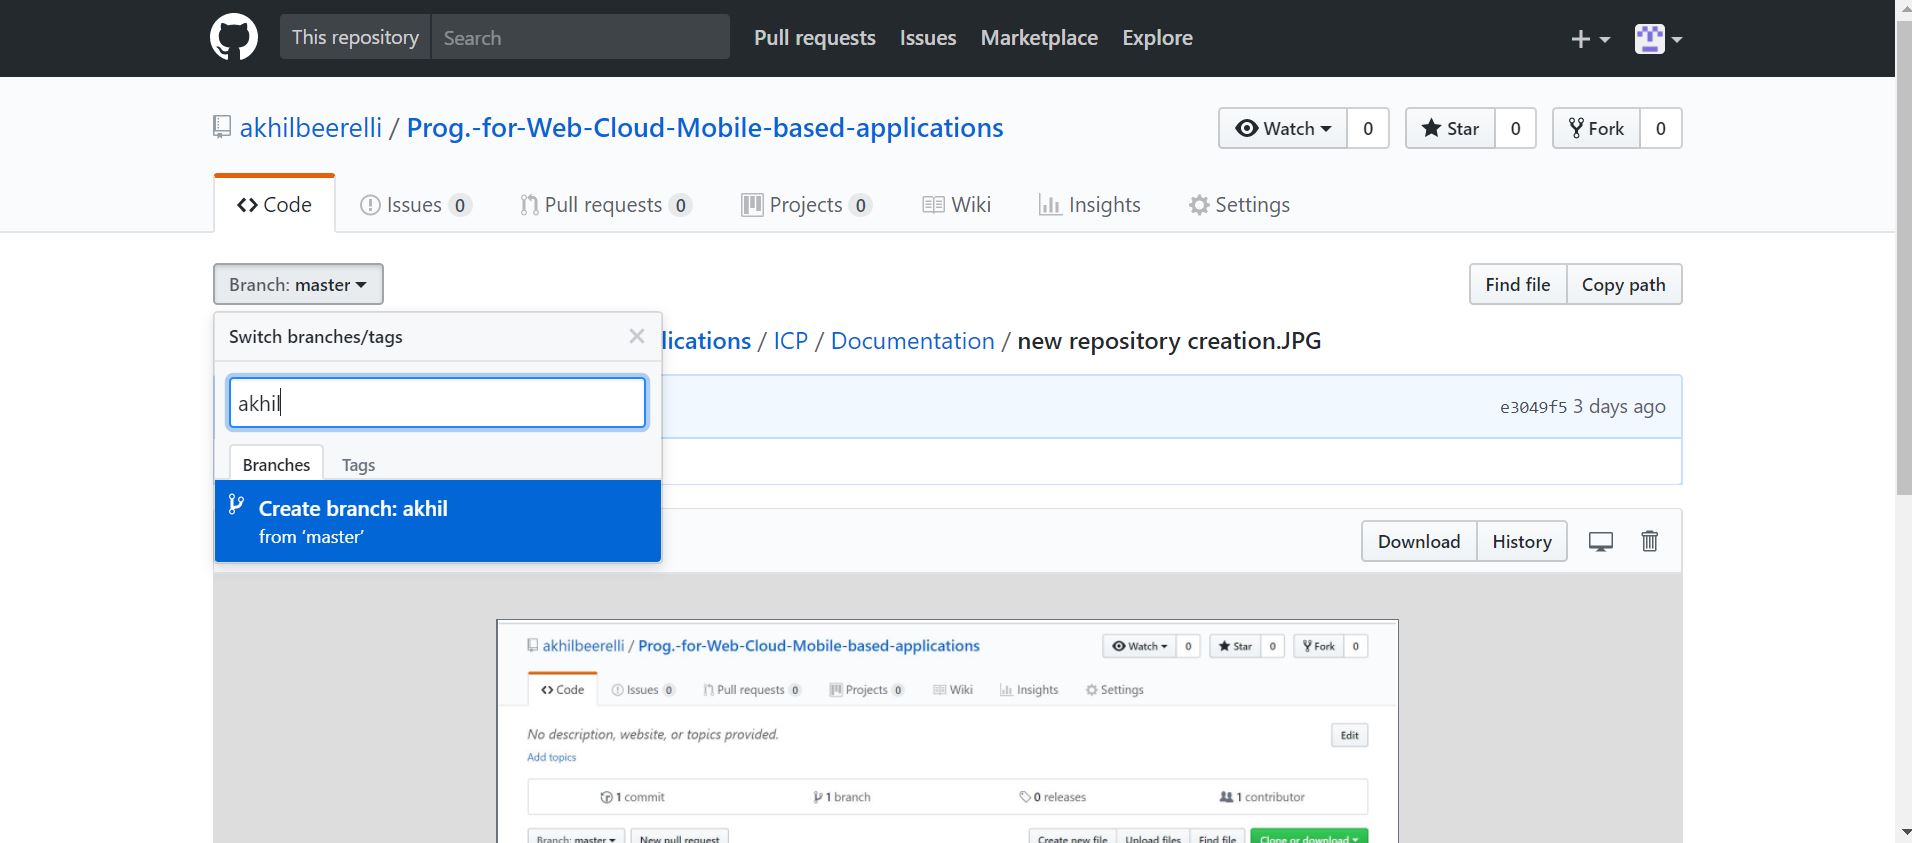 This repository Search Pull requests Issues Marketplace Explore
akhilbeerelli / Prog.-for-Web-Cloud-Mobile-based-applications Watch 0 Star 0 Fork 0
Code Issues 0 Pull requests 0 Projects 0 Wiki Insights Settings
Branch: master Find file Copy path
Switch branches/tags
lications / ICP / Documentation / new repository creation.JPG
akhil
e3049f5 3 days ago
Branches Tags
Create branch: akhil
from ‘master’
Download History
akhilbeerelli / Prog.-for-Web-Cloud-Mobile-based-applications Watch 0 Star 0 Fork 0
Code Issues 0 Pull requests 0 Projects 0 Wiki Insights Settings
No description, website, or topics provided. Edit
Add topics
1 commit 1 branch 0 releases 1 contributor
Branch: master New pull request Create new file Upload files Find file Clone or download